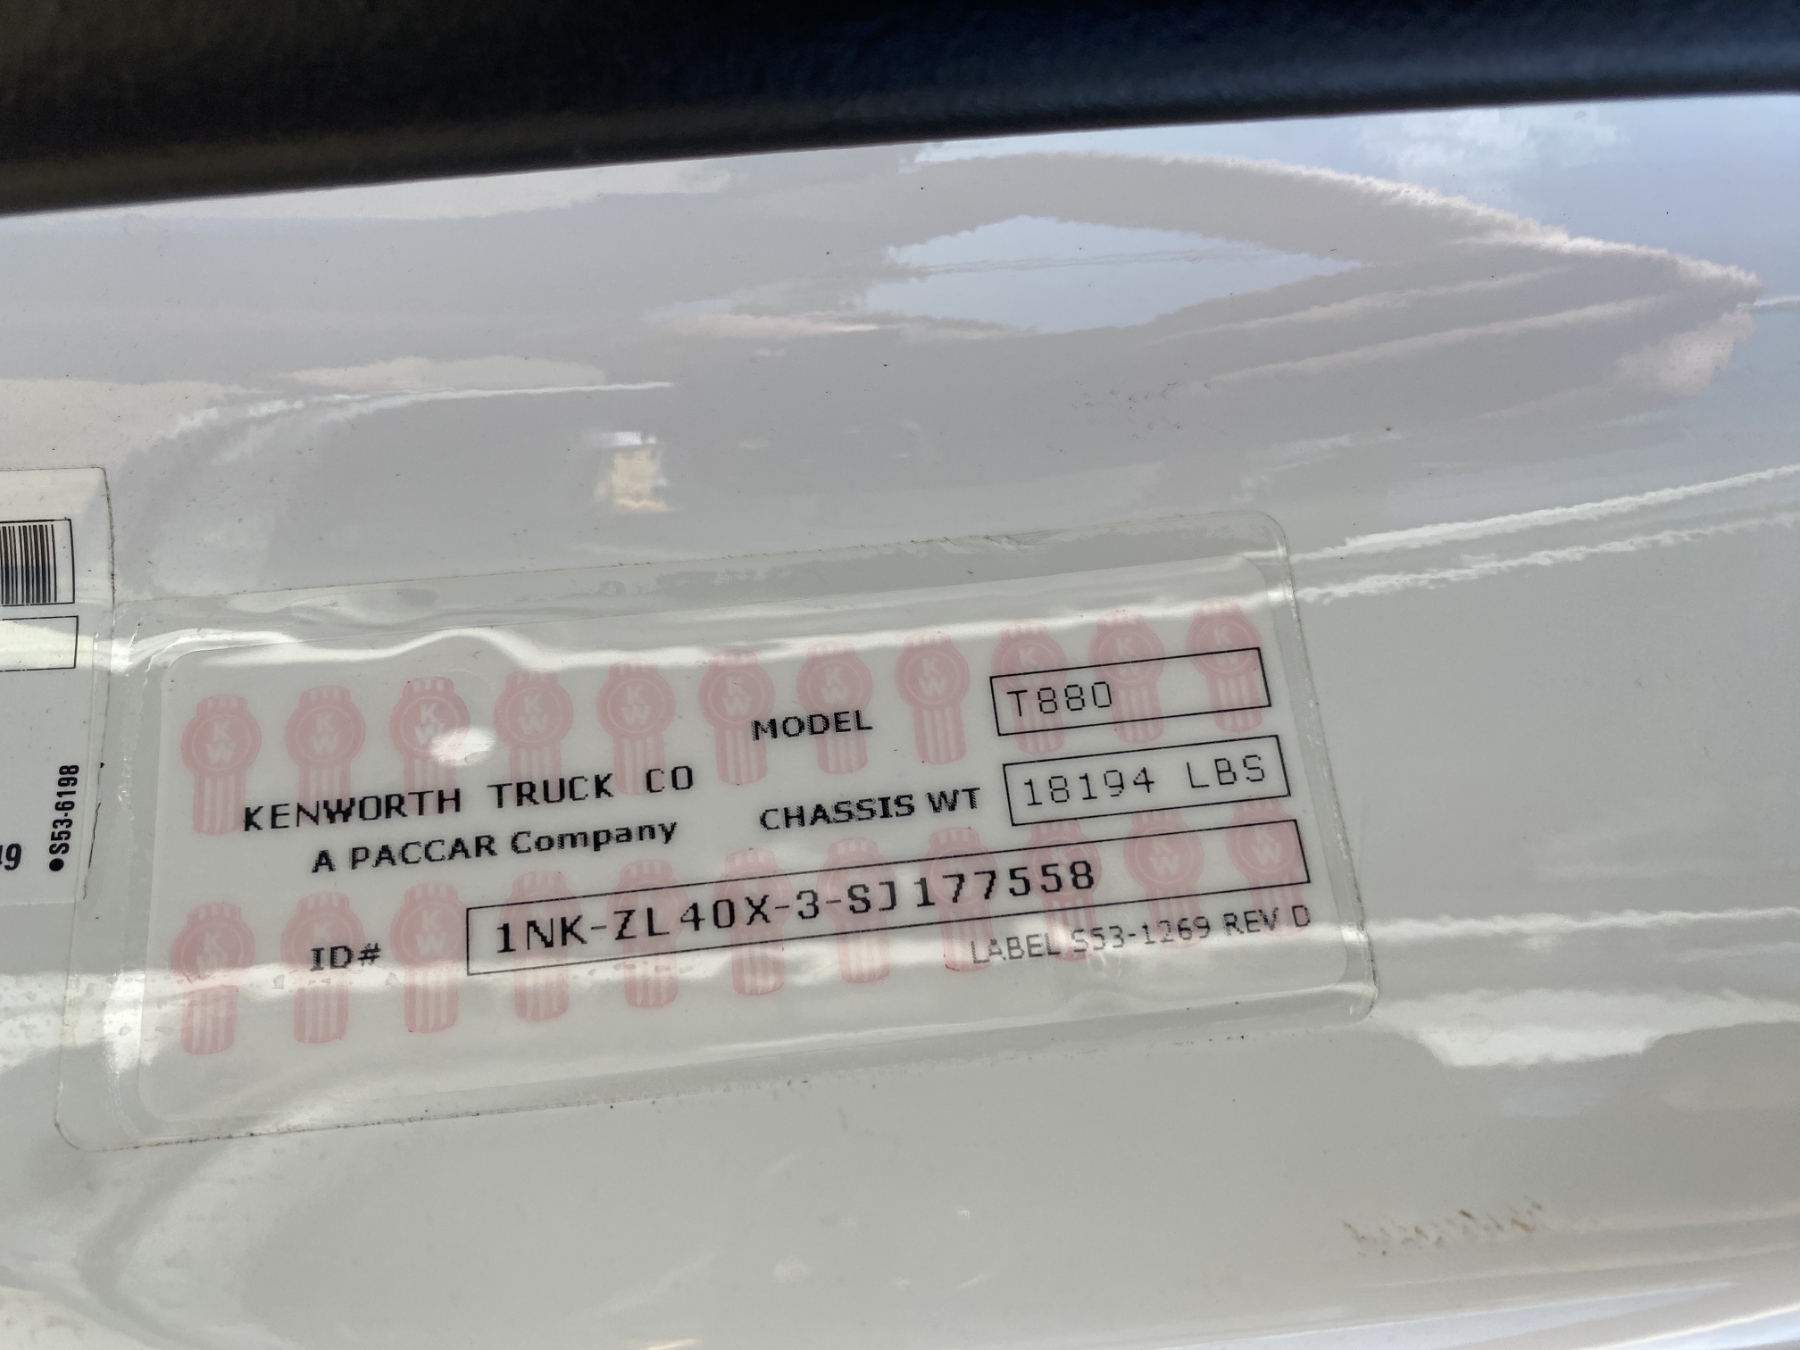 MODEL T880
KENWORTH TRUCK CO
CHASSIS WT 18194 LBS
A PACCAR Company
ID# 1NK-ZL40X-3-SJ177558
LABEL S53-1269 REV D
●S53-6198